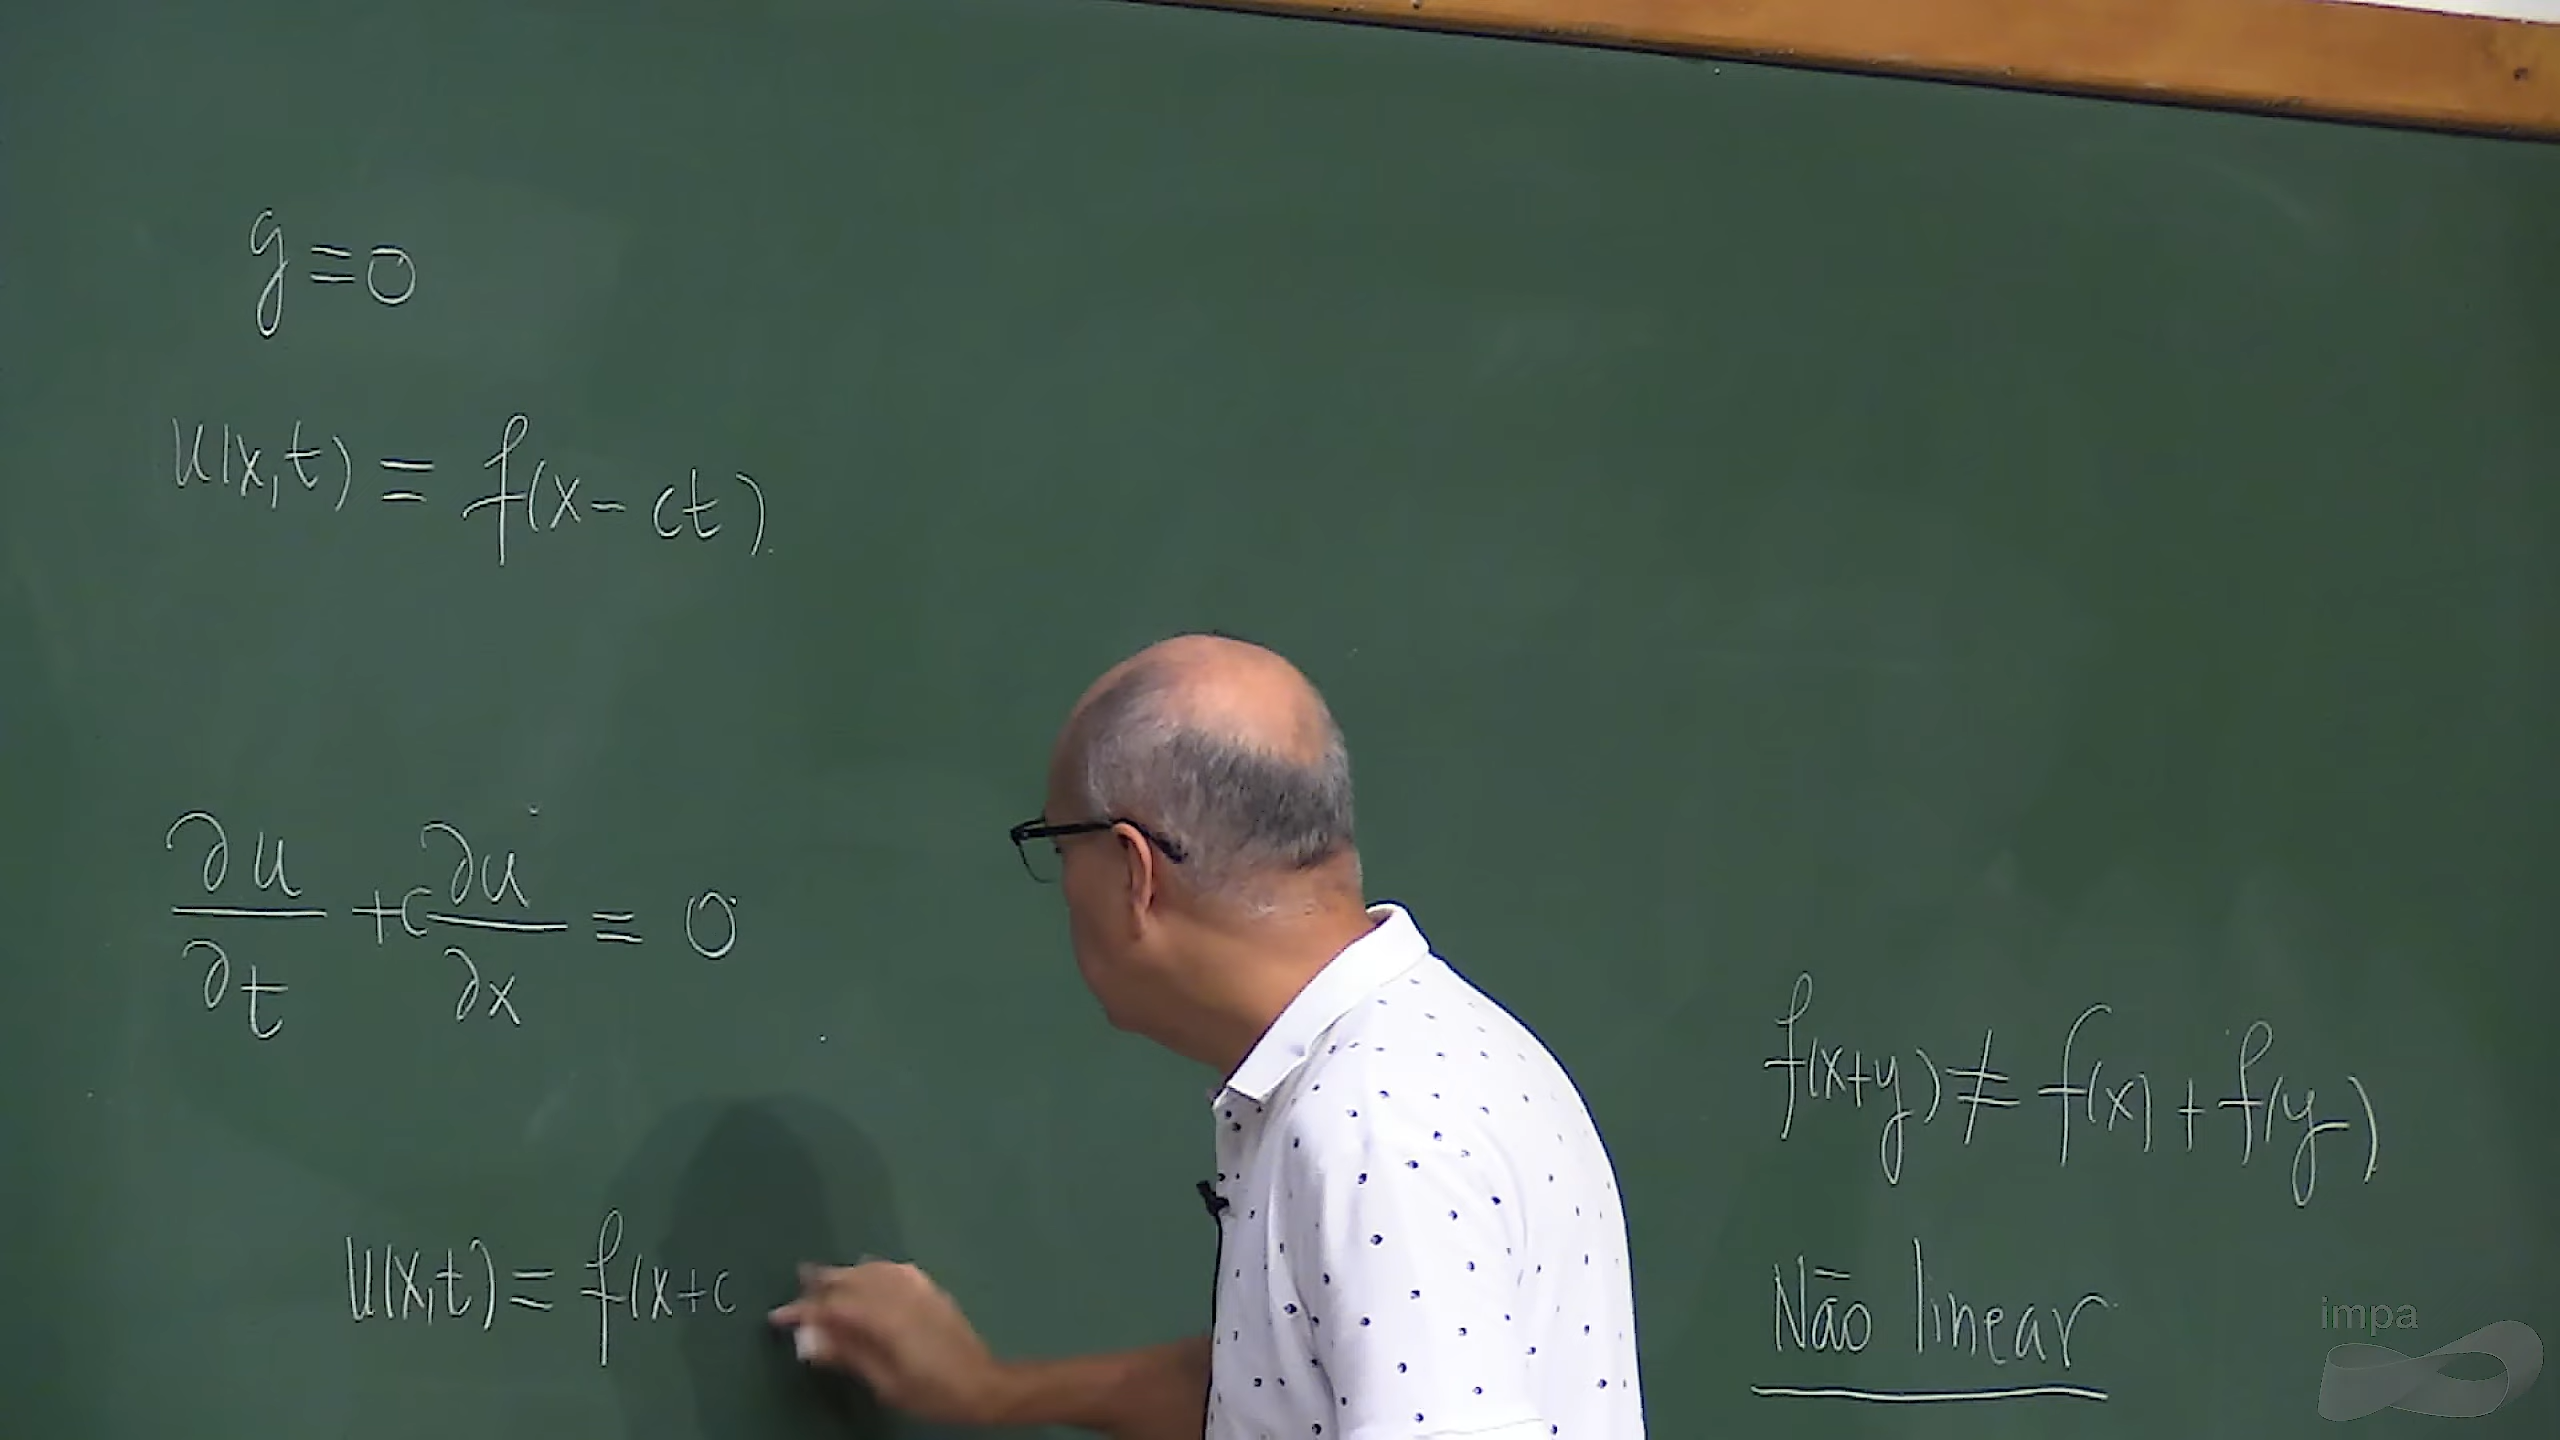 g = 0
u(x,t) = f(x - ct).
∂u/∂t + c ∂u/∂x = 0
u(x,t) = f(x+c
f(x+y) ≠ f(x) + f(y)
Não linear
impa